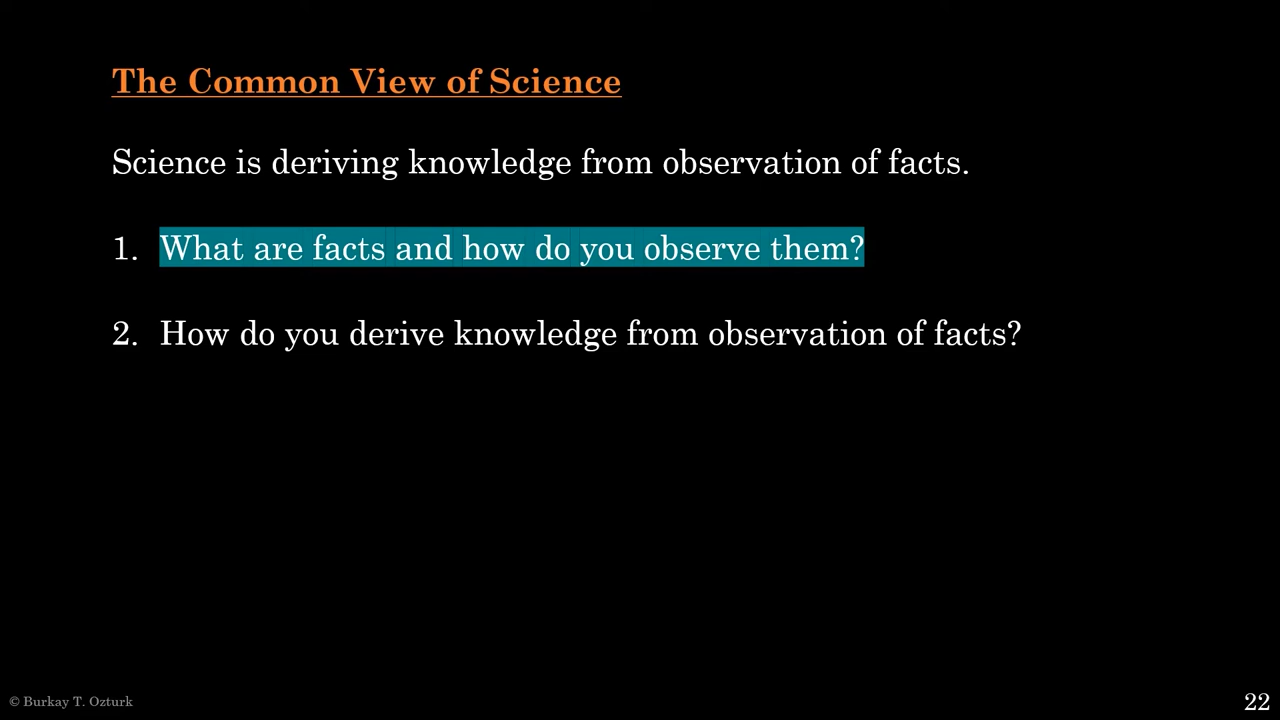 The Common View of Science
Science is deriving knowledge from observation of facts.
1. What are facts and how do you observe them?
2. How do you derive knowledge from observation of facts?
© Burkay T. Ozturk
22